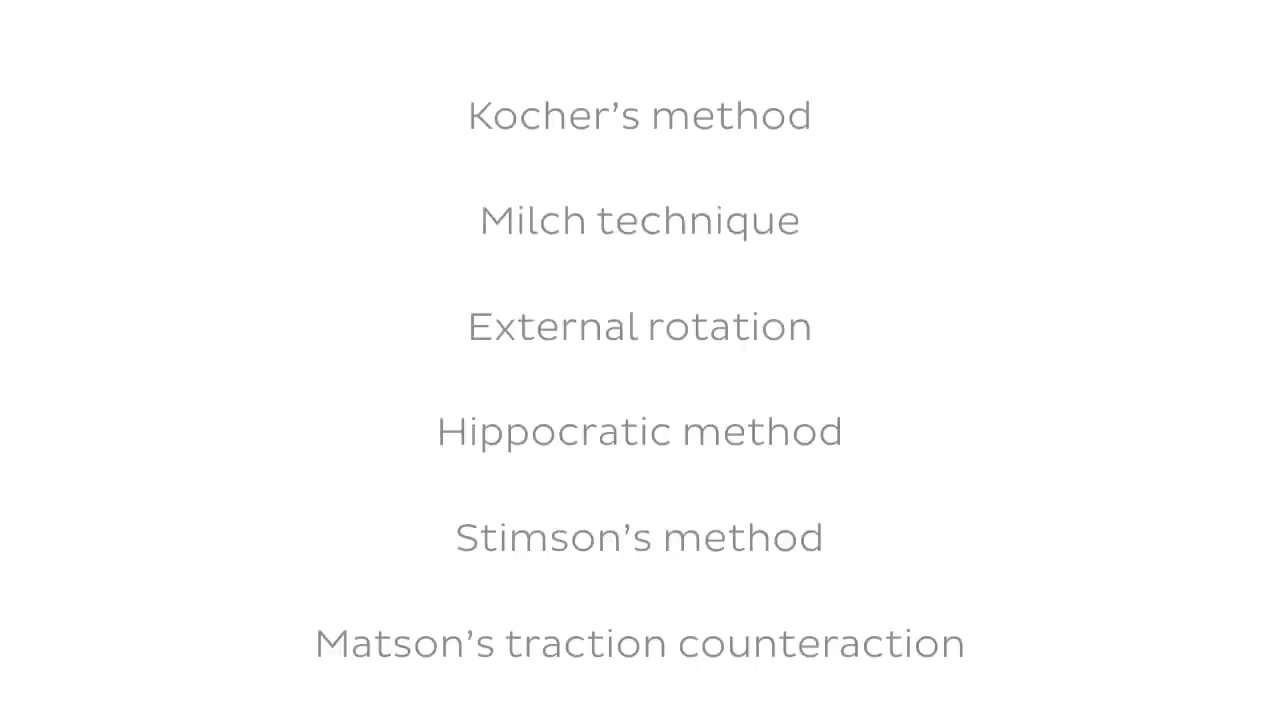 Kocher’s method
Milch technique
External rotation
Hippocratic method
Stimson’s method
Matson’s traction counteraction